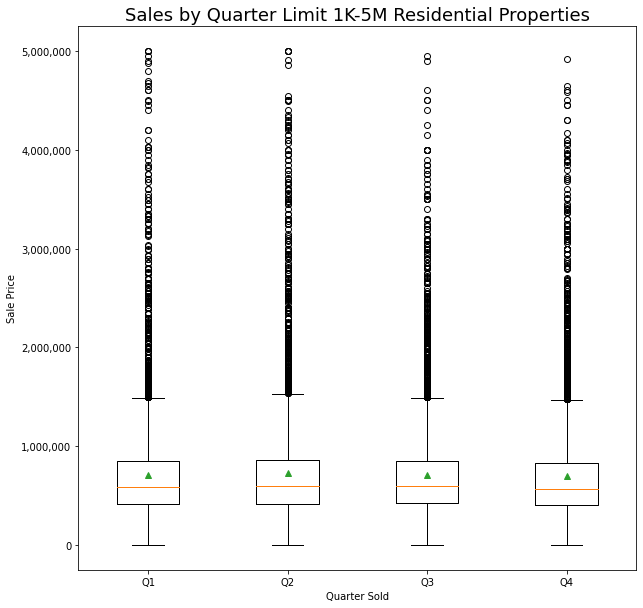 Sales by Quarter Limit 1K-5M Residential Properties
5,000,000
4,000,000
3,000,000
2,000,000
1,000,000
0
Sale Price
Q1 Q2 Q3 Q4
Quarter Sold